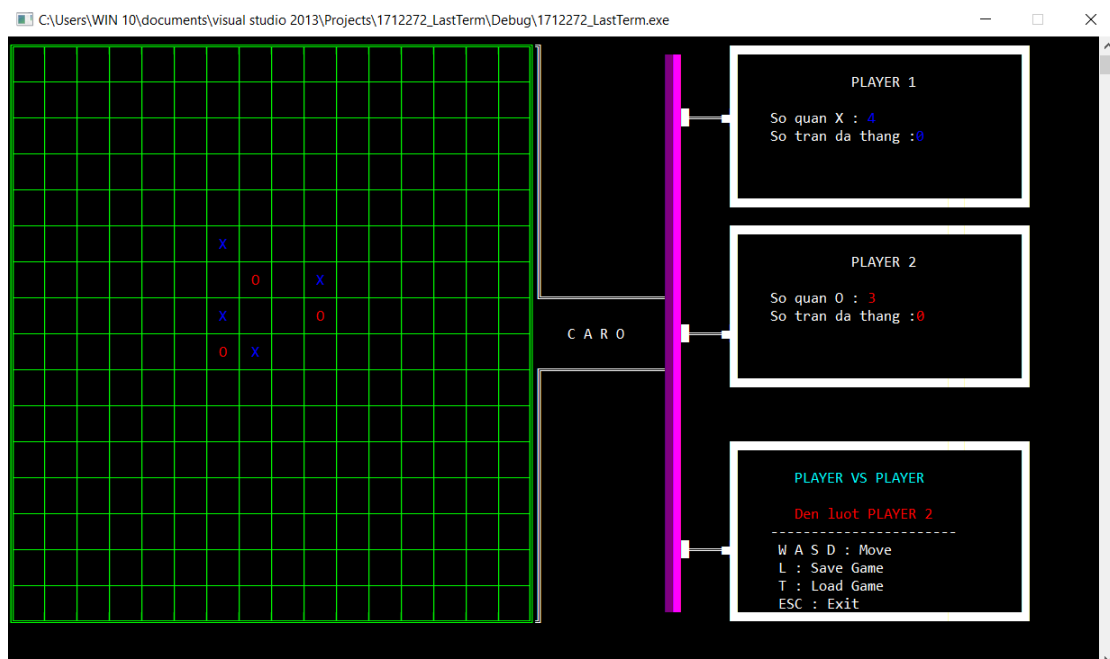 C:\Users\WIN 10\documents\visual studio 2013\Projects\1712272_LastTerm\Debug\1712272_LastTerm.exe
X
O X
X O
O X
C A R O
PLAYER 1
So quan X : 4
So tran da thang :0
PLAYER 2
So quan O : 3
So tran da thang :0
PLAYER VS PLAYER
Den luot PLAYER 2
-----------------------
W A S D : Move
L : Save Game
T : Load Game
ESC : Exit